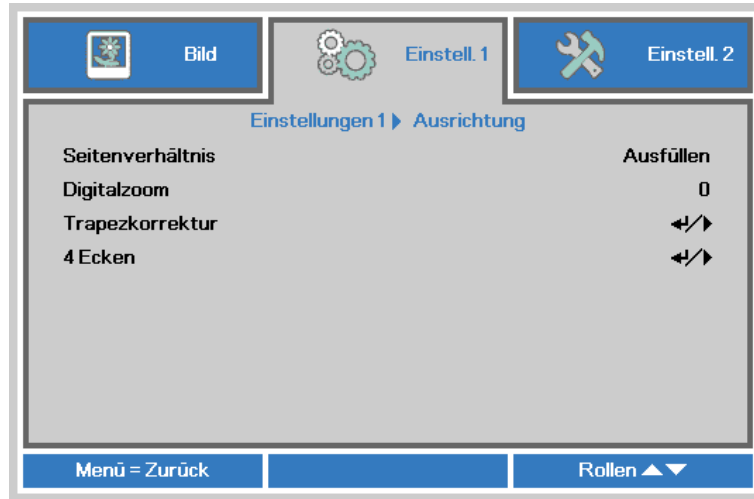 Bild
Einstell. 1
Einstell. 2
Einstellungen 1 ▶ Ausrichtung
Seitenverhältnis Ausfüllen
Digitalzoom 0
Trapezkorrektur ↵/▶
4 Ecken ↵/▶
Menü = Zurück
Rollen ▲▼